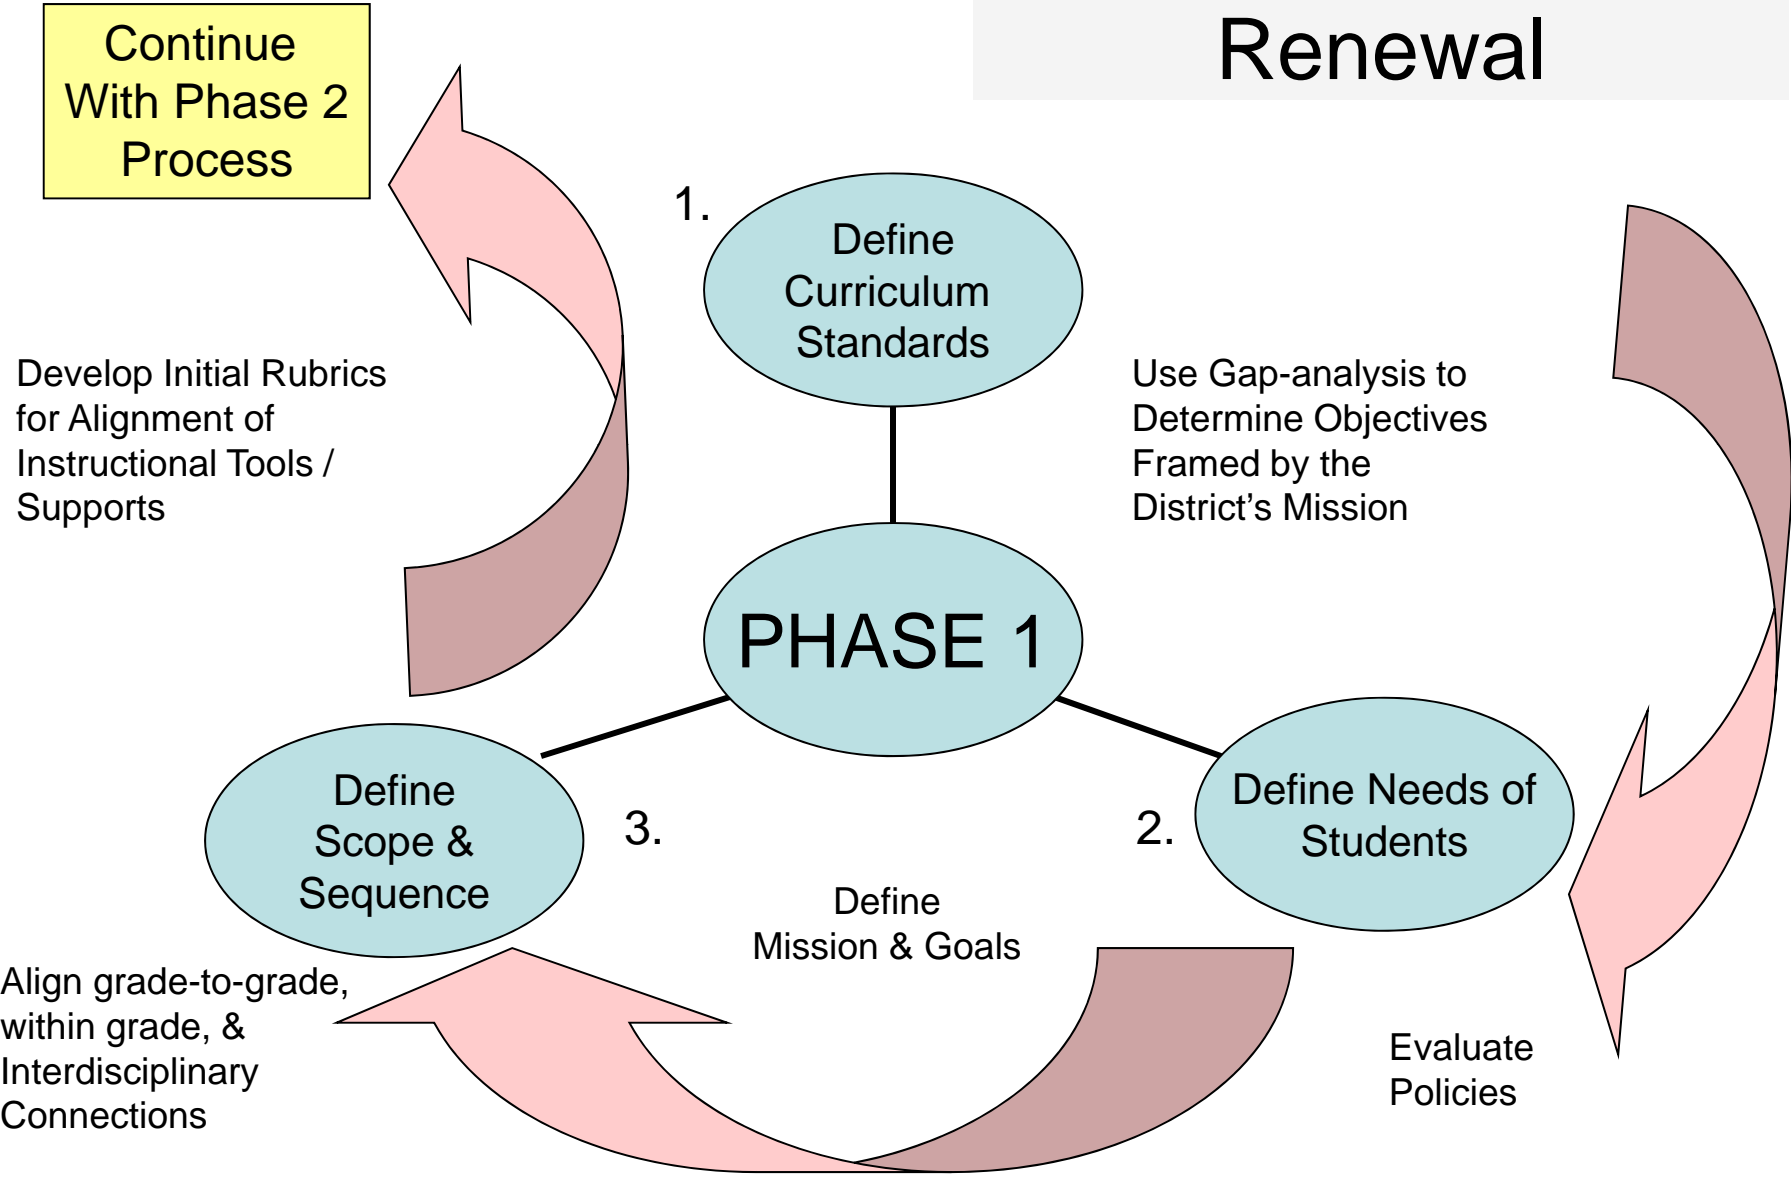 Renewal
Continue
With Phase 2
Process
1.
Define
Curriculum
Standards
Use Gap-analysis to
Determine Objectives
Framed by the
District’s Mission
Develop Initial Rubrics
for Alignment of
Instructional Tools /
Supports
PHASE 1
2.
Define Needs of
Students
3.
Define
Scope &
Sequence
Define
Mission & Goals
Evaluate
Policies
Align grade-to-grade,
within grade, &
Interdisciplinary
Connections